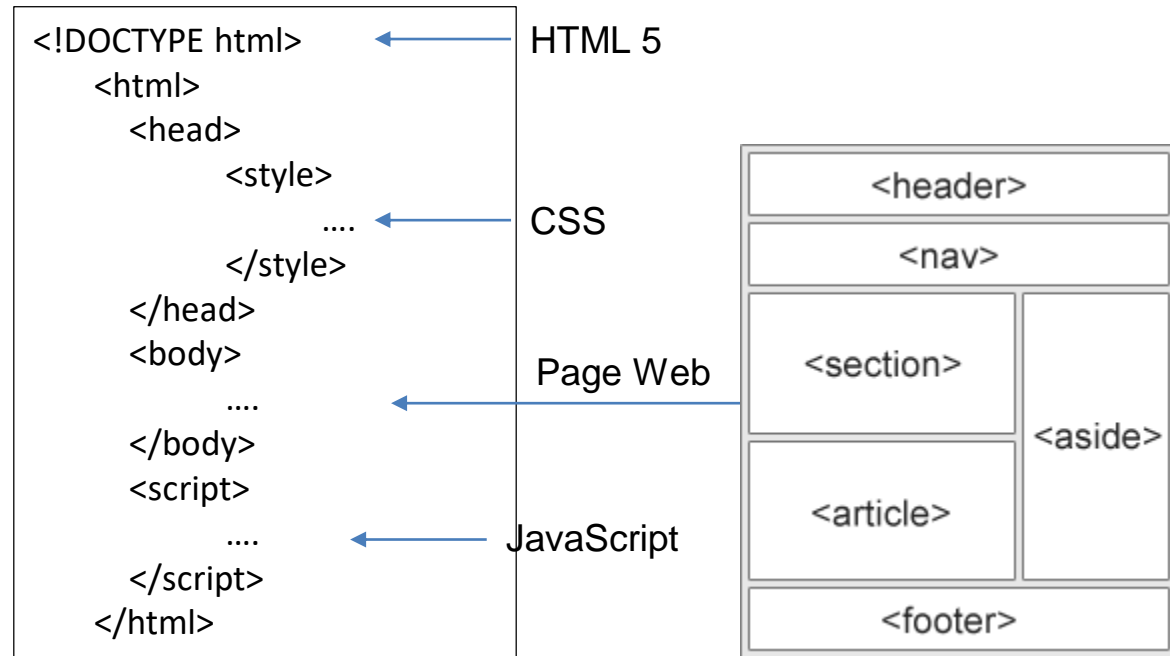 <!DOCTYPE html>
<html>
<head>
<style>
....
</style>
</head>
<body>
....
</body>
<script>
....
</script>
</html>
HTML 5
CSS
Page Web
JavaScript
<header>
<nav>
<section>
<aside>
<article>
<footer>